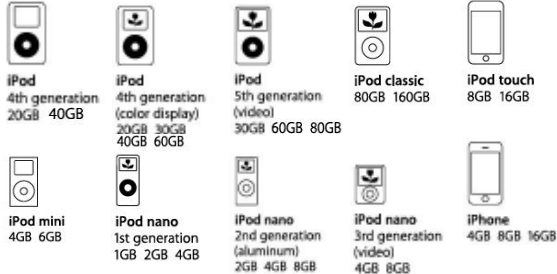 iPod
4th generation
20GB 40GB
iPod
4th generation
(color display)
20GB 30GB
40GB 60GB
iPod
5th generation
(video)
30GB 60GB 80GB
iPod classic
80GB 160GB
iPod touch
8GB 16GB
iPod mini
4GB 6GB
iPod nano
1st generation
1GB 2GB 4GB
iPod nano
2nd generation
(aluminum)
2GB 4GB 8GB
iPod nano
3rd generation
(video)
4GB 8GB
iPhone
4GB 8GB 16GB